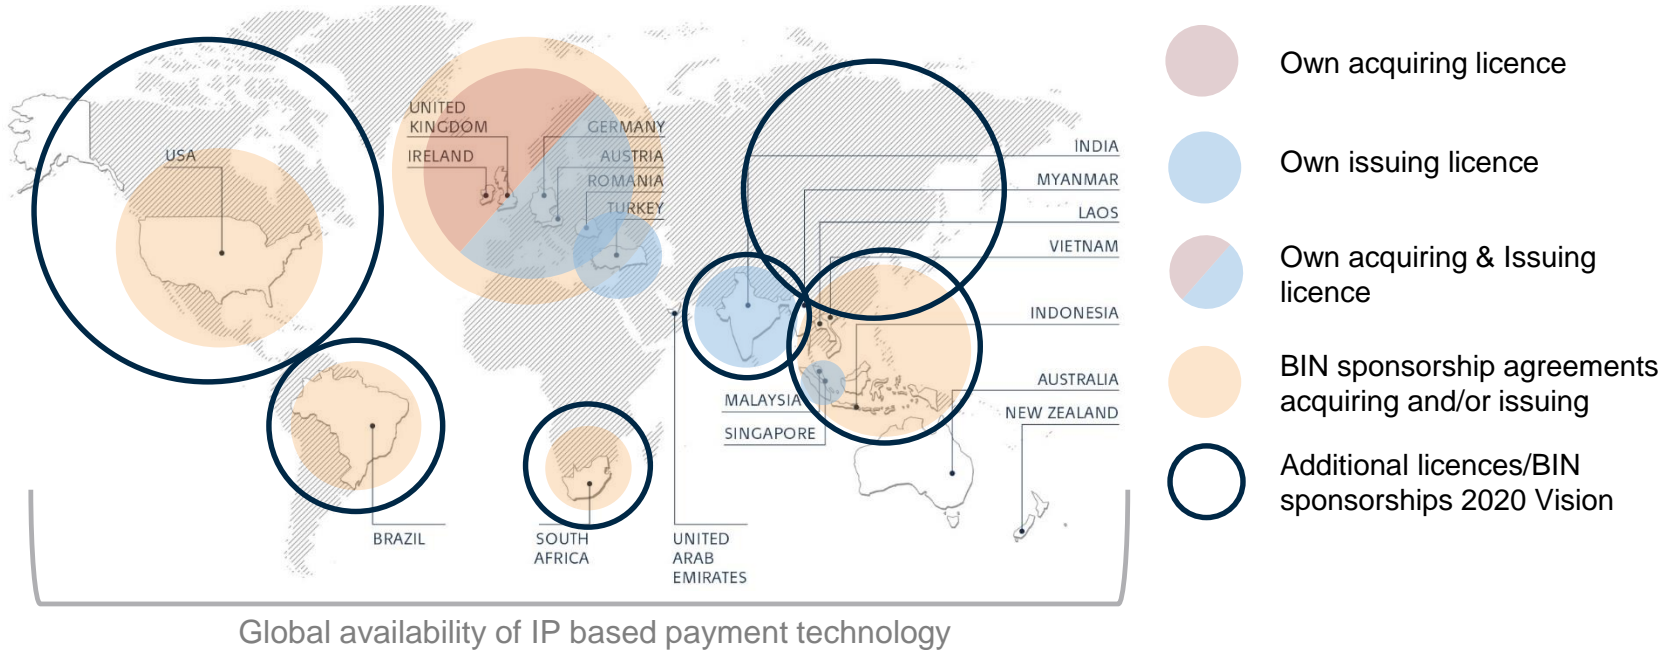 UNITED
KINGDOM
IRELAND
GERMANY
AUSTRIA
ROMANIA
TURKEY
USA
INDIA
MYANMAR
LAOS
VIETNAM
INDONESIA
AUSTRALIA
NEW ZEALAND
MALAYSIA
SINGAPORE
BRAZIL
SOUTH
AFRICA
UNITED
ARAB
EMIRATES
Global availability of IP based payment technology
Own acquiring licence
Own issuing licence
Own acquiring & Issuing
licence
BIN sponsorship agreements
acquiring and/or issuing
Additional licences/BIN
sponsorships 2020 Vision